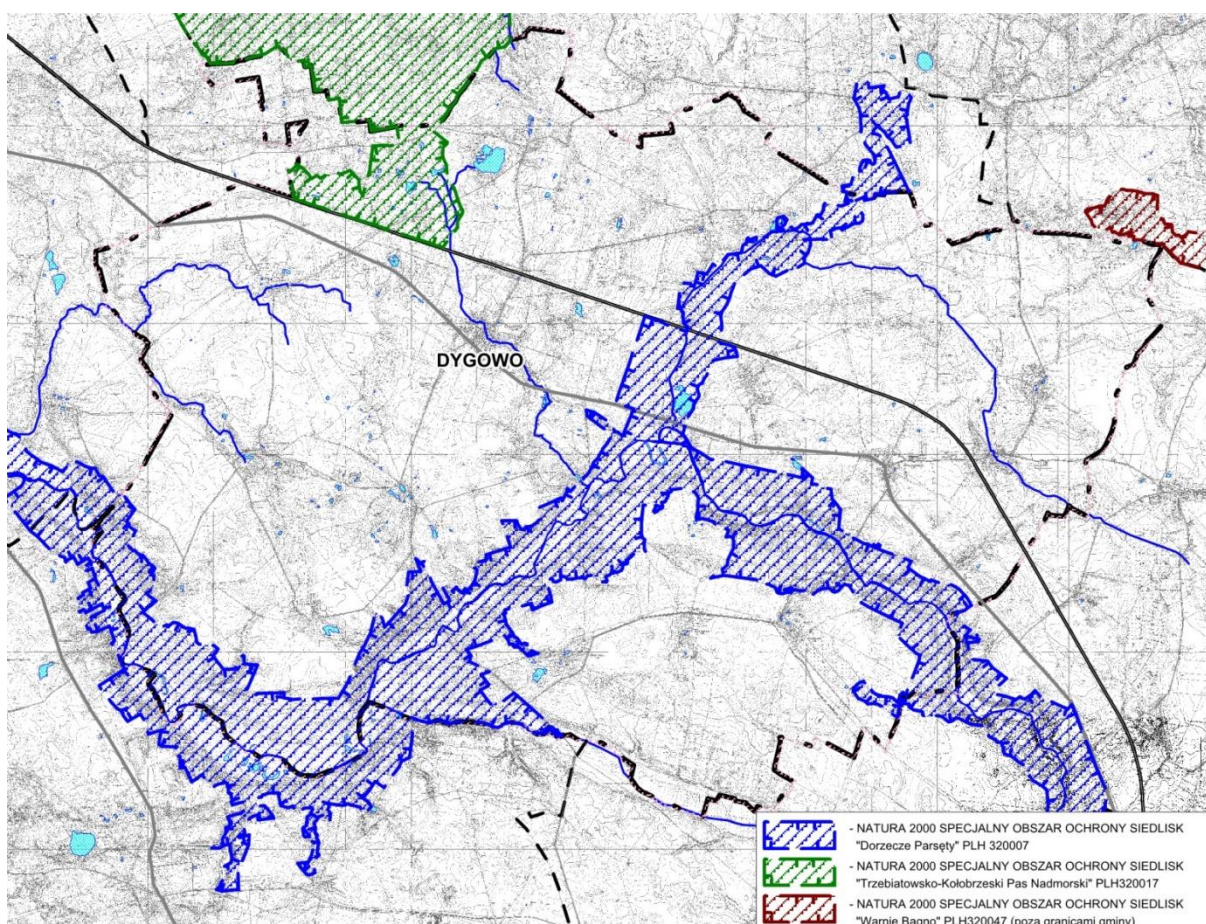 DYGOWO
- NATURA 2000 SPECJALNY OBSZAR OCHRONY SIEDLISK
"Dorzecze Parsęty" PLH 320007
- NATURA 2000 SPECJALNY OBSZAR OCHRONY SIEDLISK
"Trzebiatowsko-Kołobrzeski Pas Nadmorski" PLH320017
- NATURA 2000 SPECJALNY OBSZAR OCHRONY SIEDLISK
"Warnie Bagno" PLH320047 (poza granicami gminy)